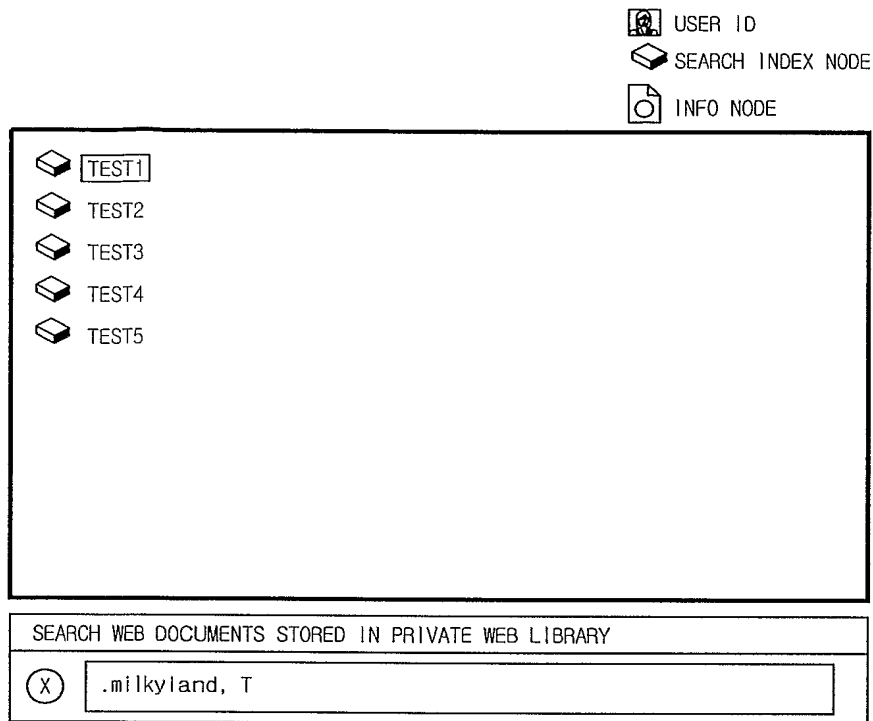 USER ID
SEARCH INDEX NODE
INFO NODE
TEST1
TEST2
TEST3
TEST4
TEST5
SEARCH WEB DOCUMENTS STORED IN PRIVATE WEB LIBRARY
X .milkyland, T